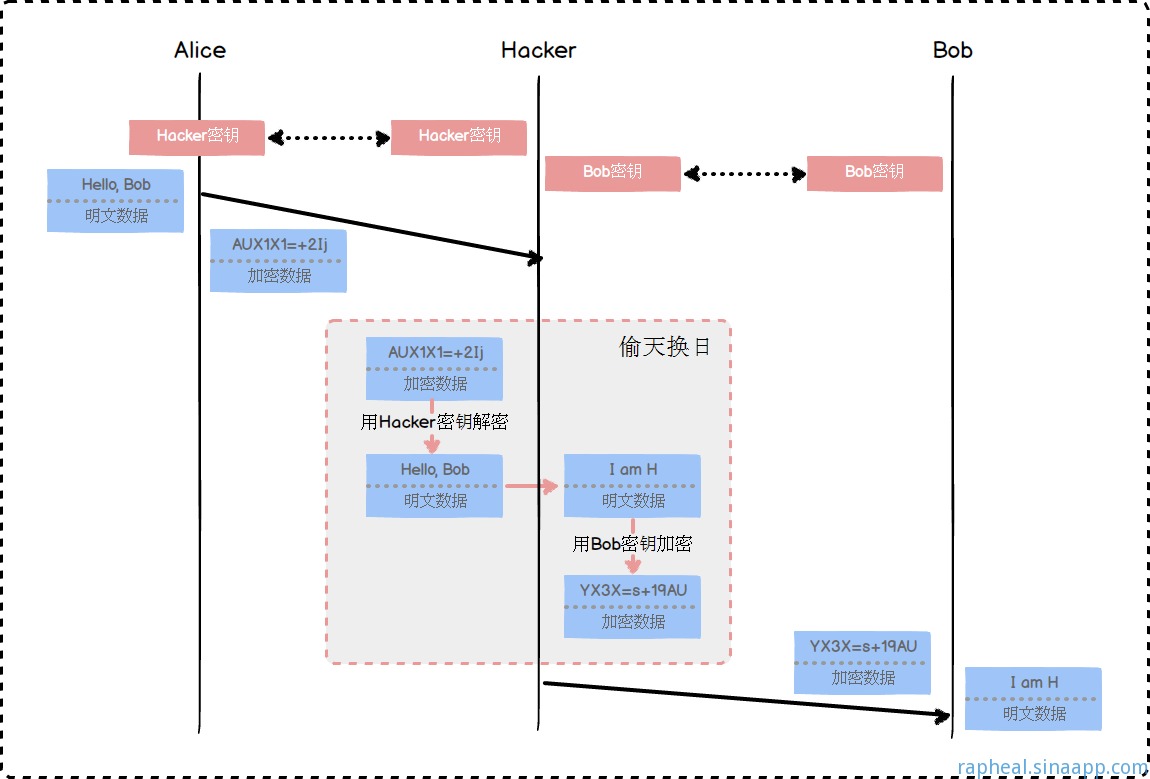 Alice
Hacker
Bob
Hacker密钥
Hacker密钥
Bob密钥
Bob密钥
Hello, Bob
明文数据
AUX1X1=+2Ij
加密数据
偷天换日
AUX1X1=+2Ij
加密数据
用Hacker密钥解密
Hello, Bob
明文数据
I am H
明文数据
用Bob密钥加密
YX3X=s+19AU
加密数据
YX3X=s+19AU
加密数据
I am H
明文数据
rapheal.sinaapp.com